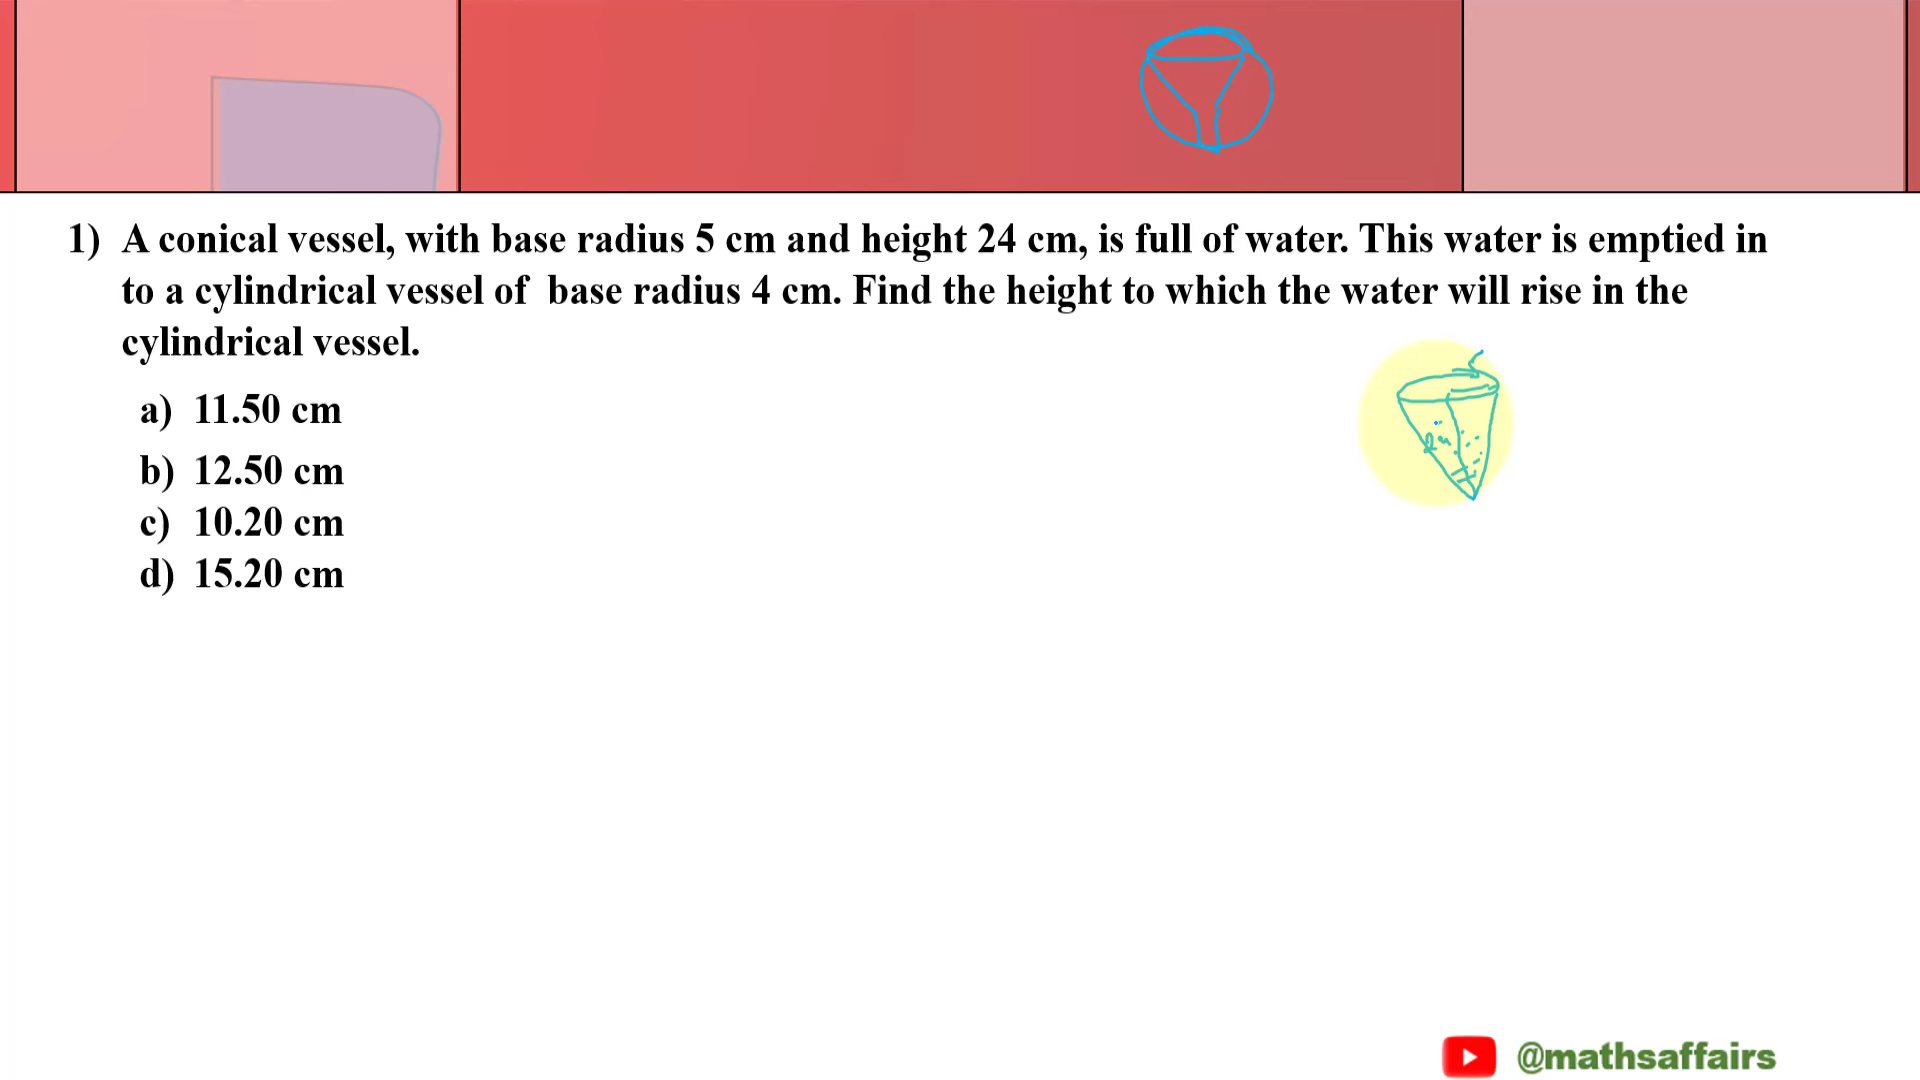 1) A conical vessel, with base radius 5 cm and height 24 cm, is full of water. This water is emptied in
to a cylindrical vessel of base radius 4 cm. Find the height to which the water will rise in the
cylindrical vessel.
a) 11.50 cm
b) 12.50 cm
c) 10.20 cm
d) 15.20 cm
@mathsaffairs